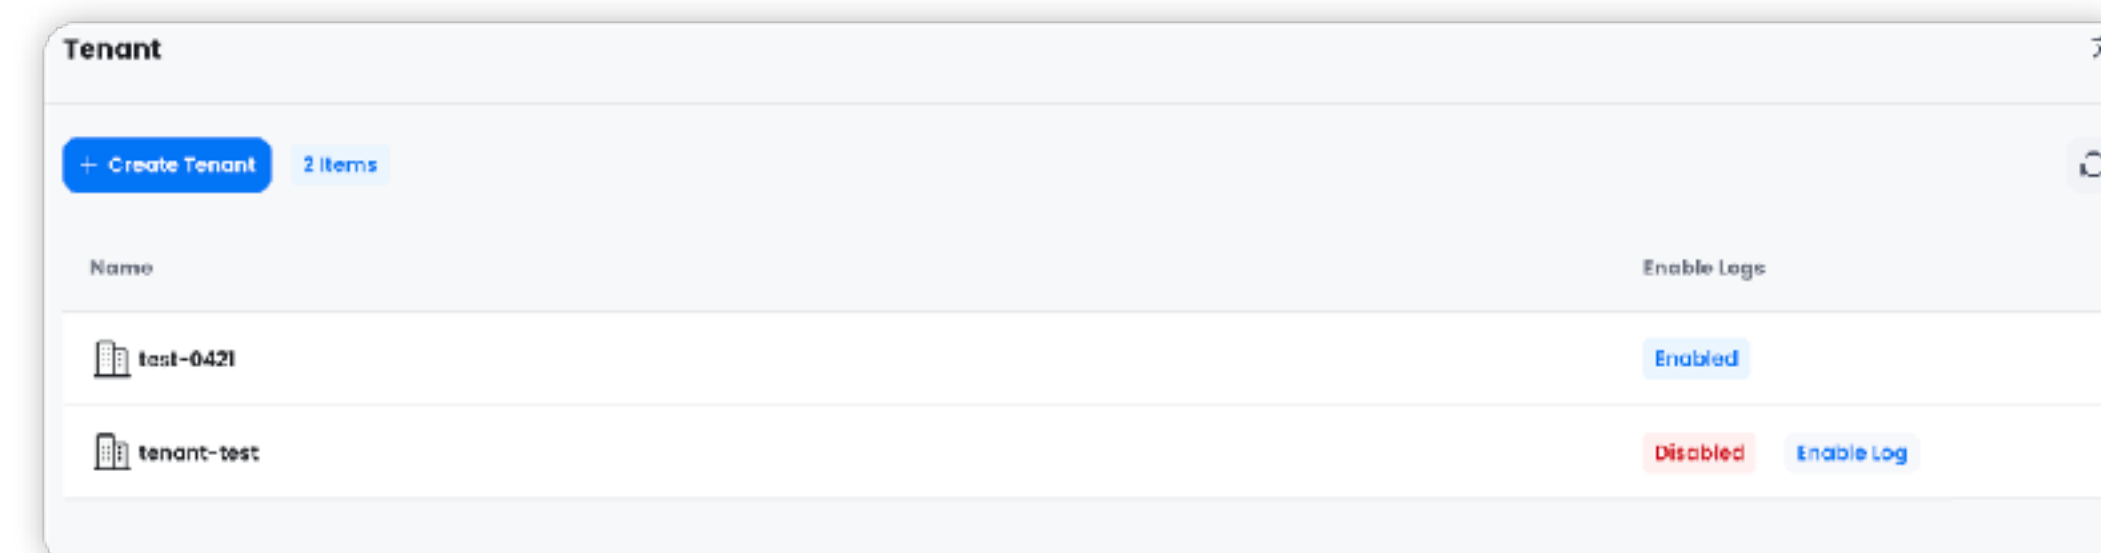 Tenant
+ Create Tenant 2 Items
Name Enable Logs
test-0421 Enabled
tenant-test Disabled Enable Log